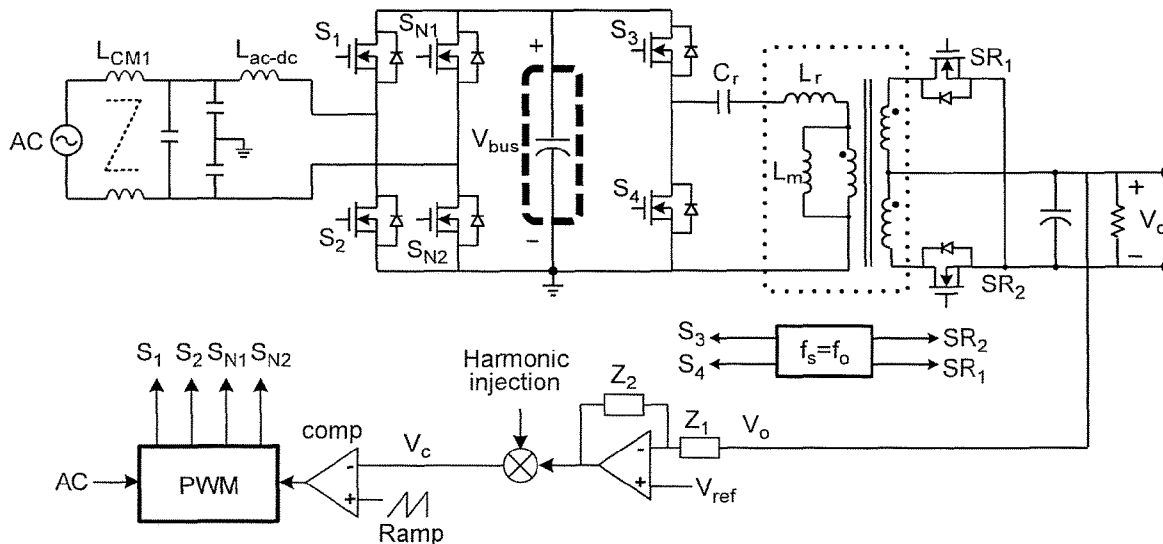 S1
SN1
S3
LCM1
Lac-dc
Cr
Lr
SR1
AC
+
Vbus
Lm
S4
+
Vo
−
S2
SN2
−
SR2
S3
S4
fs=fo
SR2
SR1
S1 S2 SN1 SN2
Harmonic
injection
Z2
Z1
Vo
comp
Vc
-
-
AC
PWM
+
+
Vref
Ramp